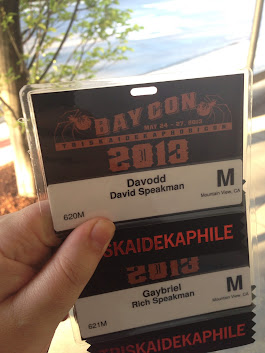 BAYCON
MAY 24 - 27, 2013
TRISKAIDEKAPHOBICON
2013
Davodd
David Speakman
M
Mountain View, CA
620M
SKAIDEKAPHILE
2013
Gaybriel
Rich Speakman
M
Mountain View, CA
621M
TRISKAIDEKAPHILE